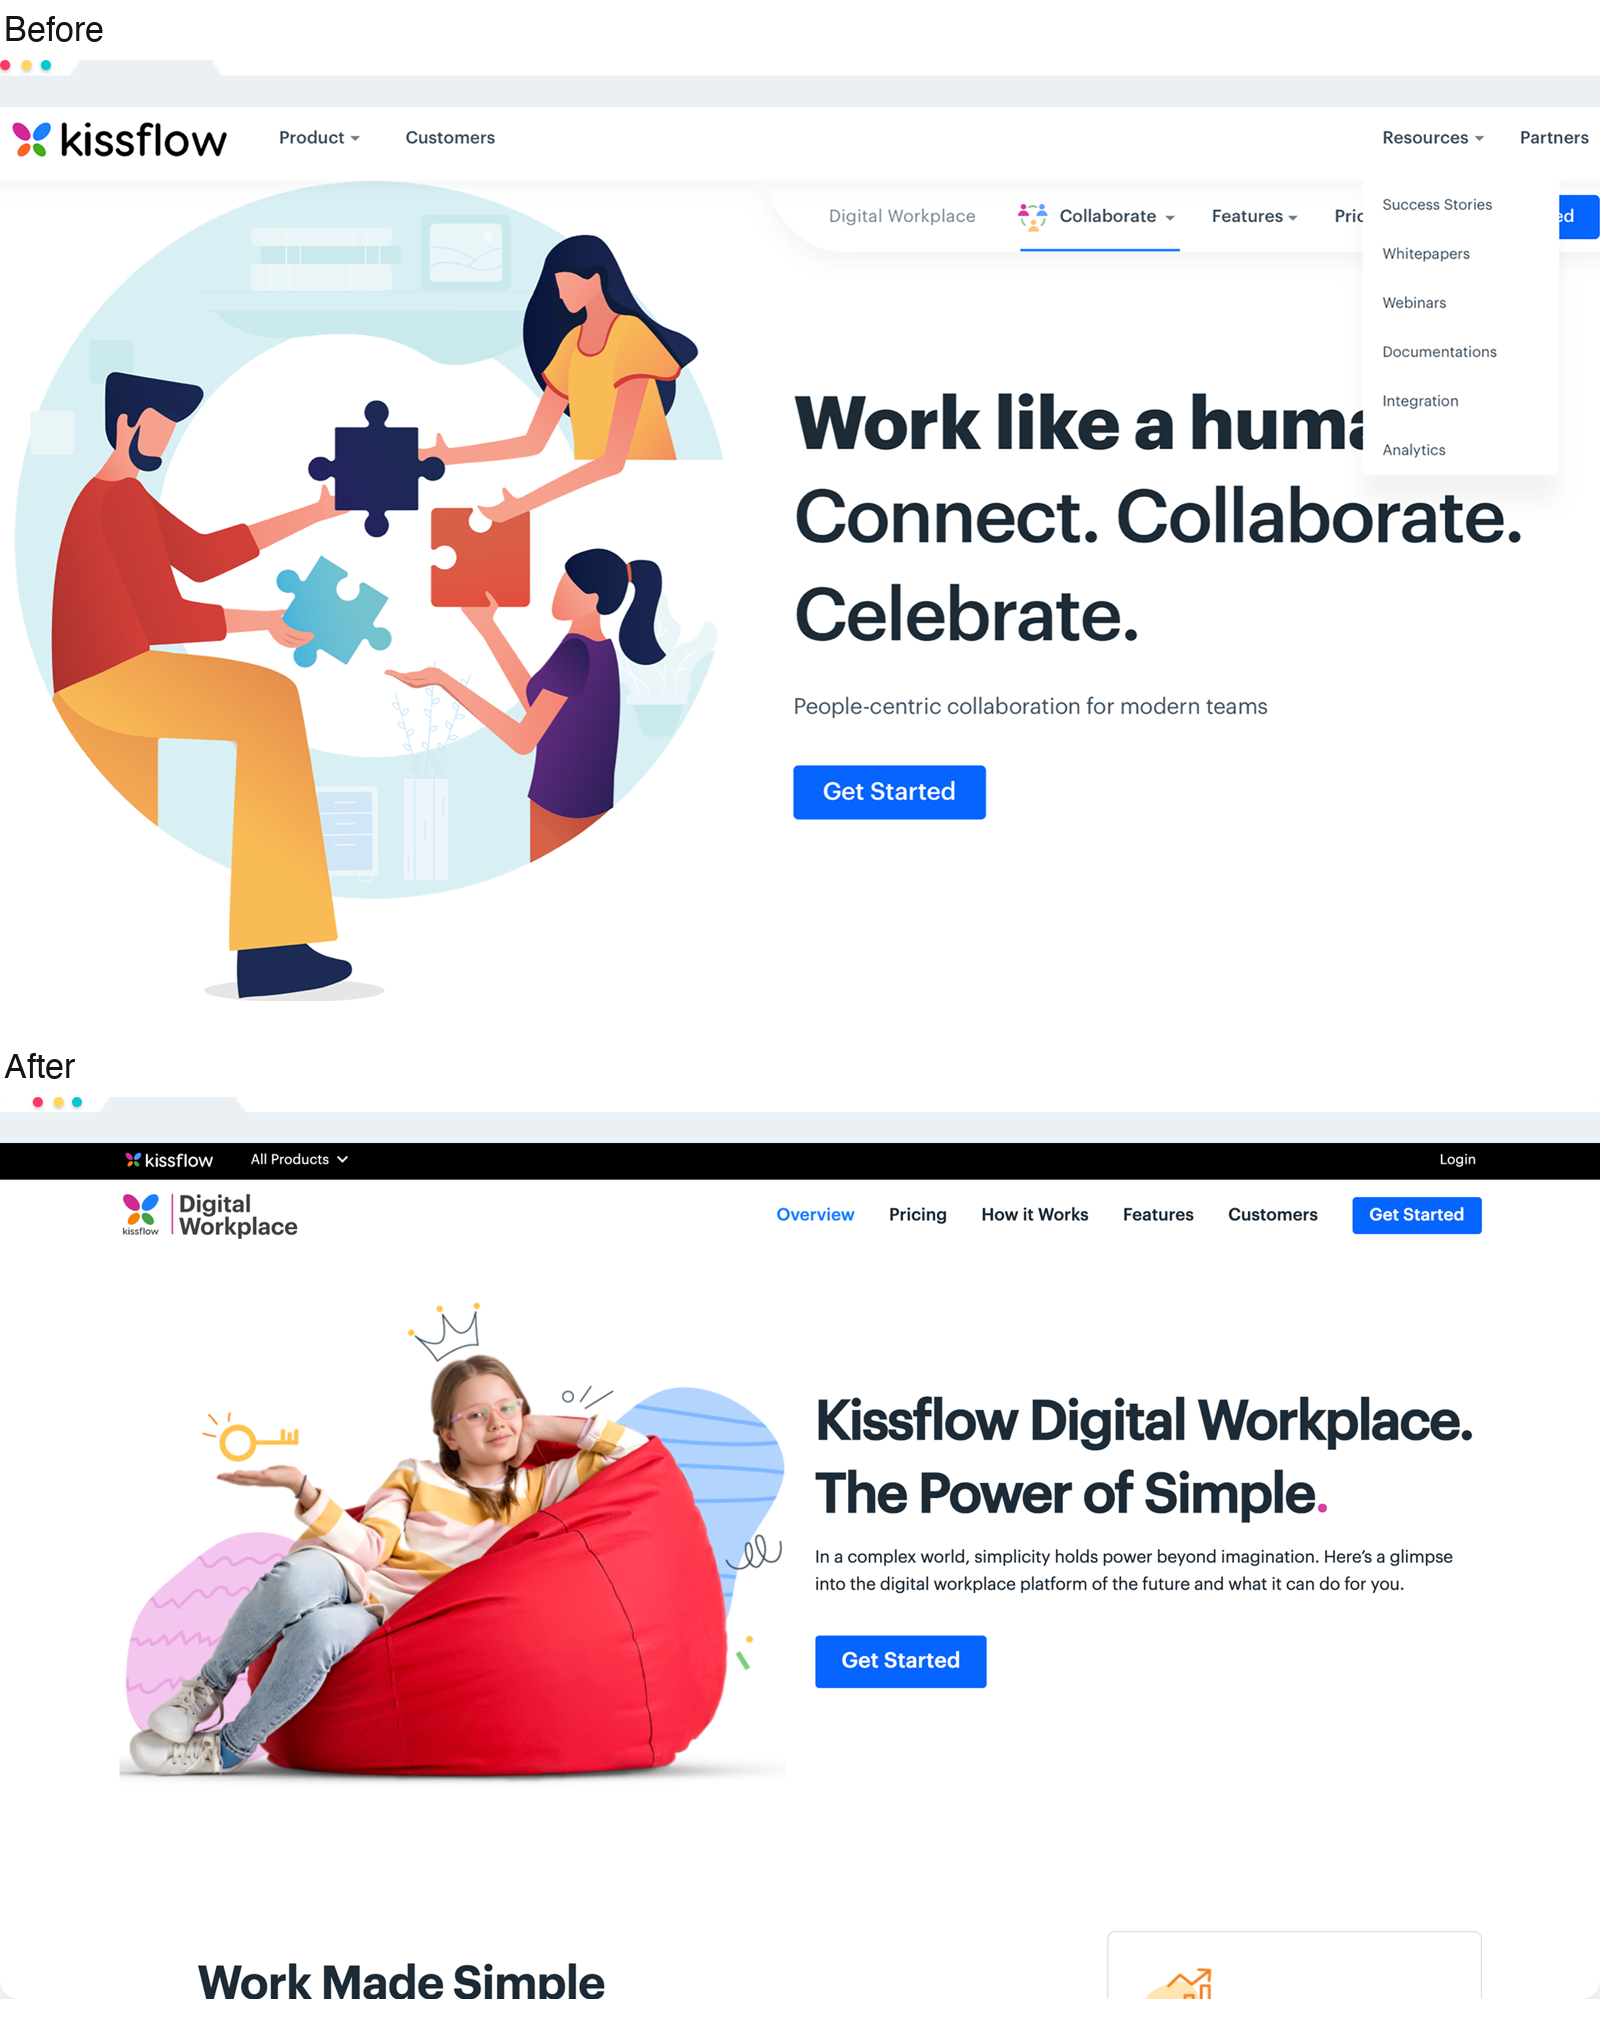 Before
kissflow
Product
Customers
Resources
Partners
Digital Workplace
Collaborate
Features
Success Stories
Whitepapers
Webinars
Documentations
Integration
Analytics
Work like a
Connect. Collaborate.
Celebrate.
People-centric collaboration for modern teams
Get Started
After
kissflow
All Products
Login
kissflow
Digital
Workplace
Overview
Pricing
How it Works
Features
Customers
Get Started
Kissflow Digital Workplace.
The Power of Simple.
In a complex world, simplicity holds power beyond imagination. Here's a glimpse
into the digital workplace platform of the future and what it can do for you.
Get Started
Work Made Simple